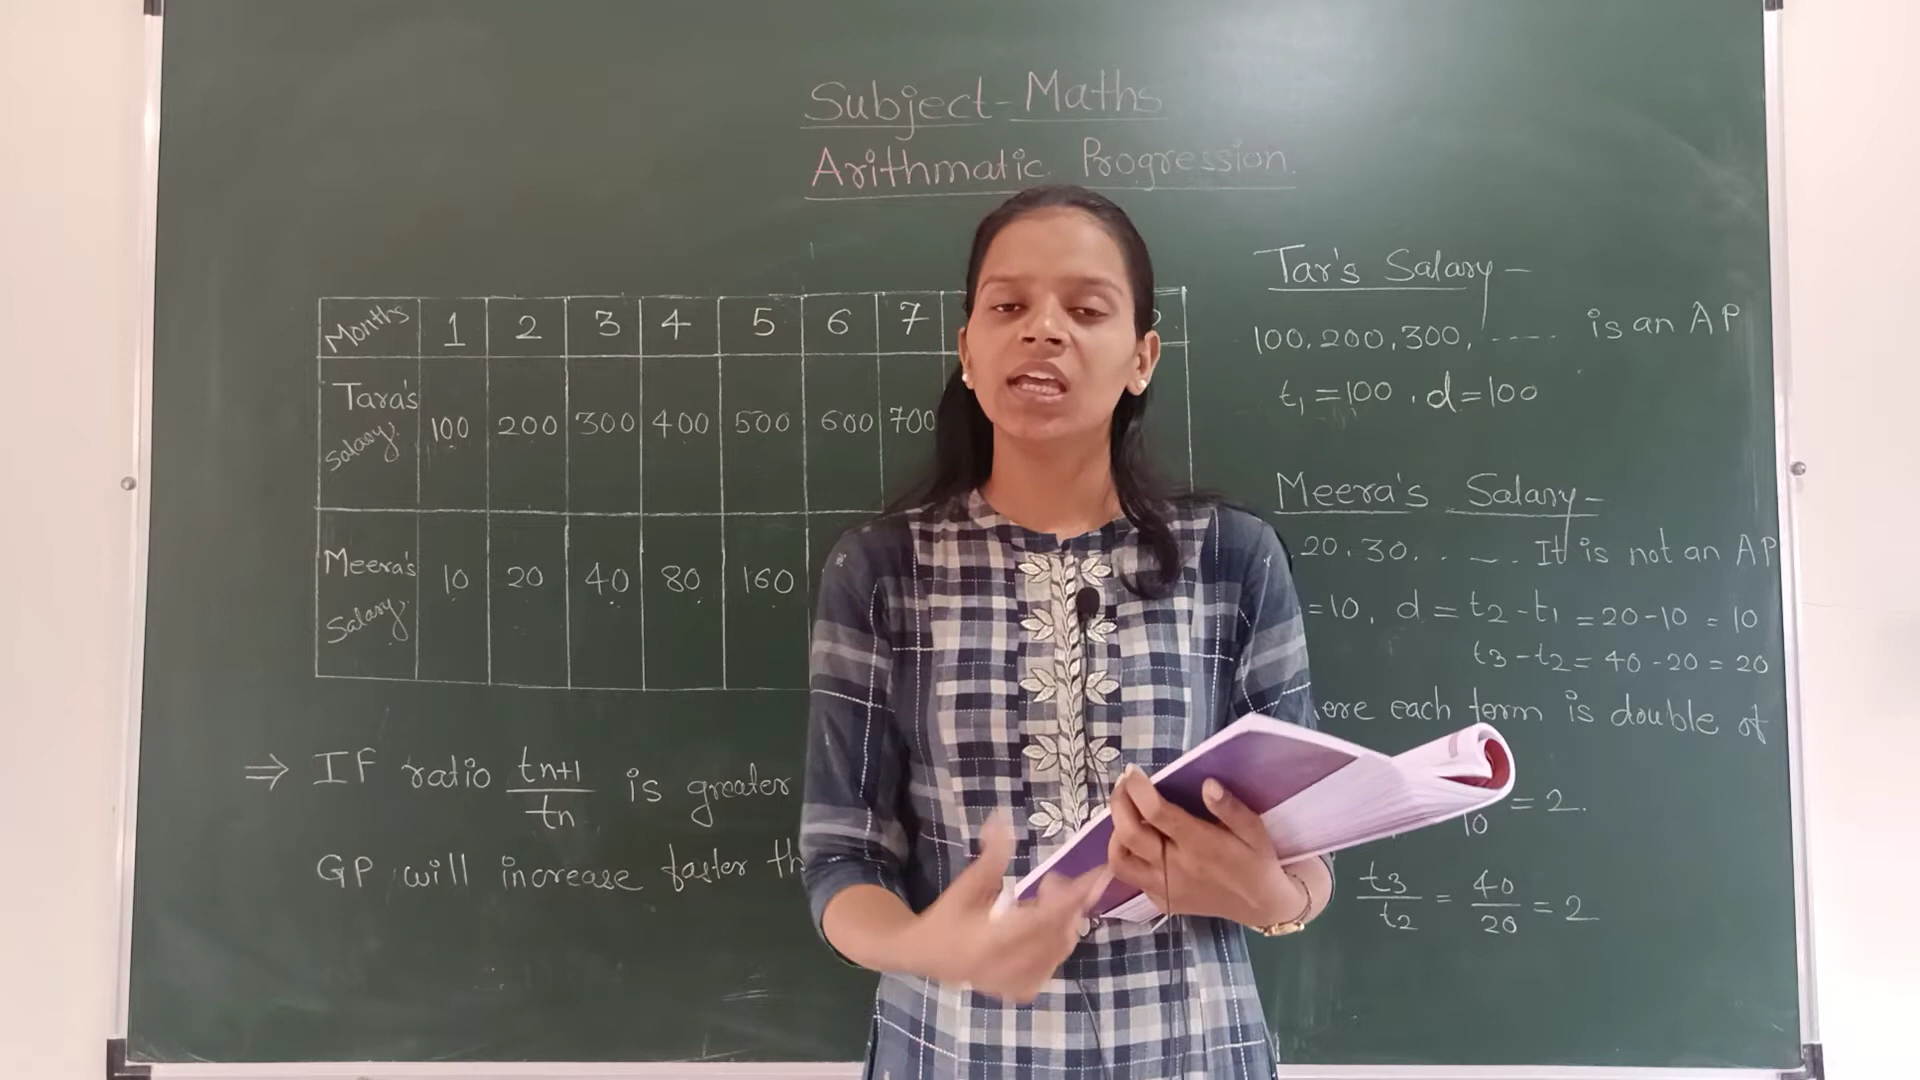 Subject-Maths
Arithmatic Progression.
Months 1 2 3 4 5 6 7
Tara's salary: 100 200 300 400 500 600 700
Meera's salary: 10 20 40 80 160
⇒ IF ratio tn+1/tn is greater
GP will increase faster
Tar's Salary –
100, 200, 300, ---- is an AP
t1 = 100, d = 100
Meera's Salary –
20, 30. . --. It is not an AP
=10, d = t2 - t1 = 20-10 = 10
t3 - t2 = 40 - 20 = 20
each term is double of
10 = 2.
t3/t2 = 40/20 = 2